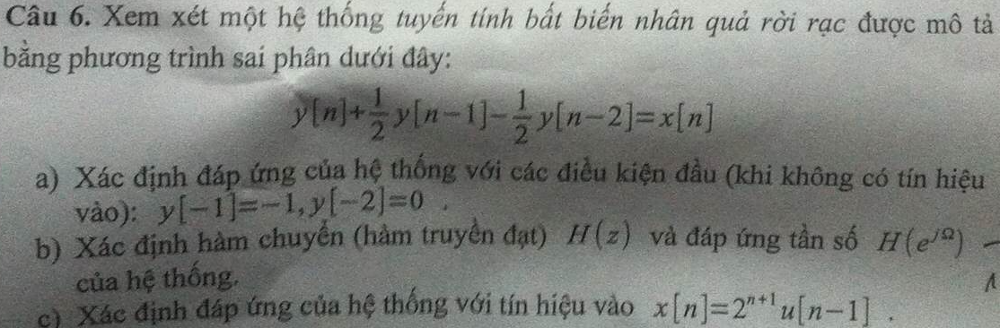 Câu 6. Xem xét một hệ thống tuyến tính bất biến nhân quả rời rạc được mô tả
bằng phương trình sai phân dưới đây:
y[n]+\frac{1}{2}y[n-1]-\frac{1}{2}y[n-2]=x[n]
a) Xác định đáp ứng của hệ thống với các điều kiện đầu (khi không có tín hiệu
vào): y[-1]=-1, y[-2]=0 .
b) Xác định hàm chuyển (hàm truyền đạt) H(z) và đáp ứng tần số H(e^{jΩ})
của hệ thống.
c) Xác định đáp ứng của hệ thống với tín hiệu vào x[n]=2^{n+1}u[n-1] .